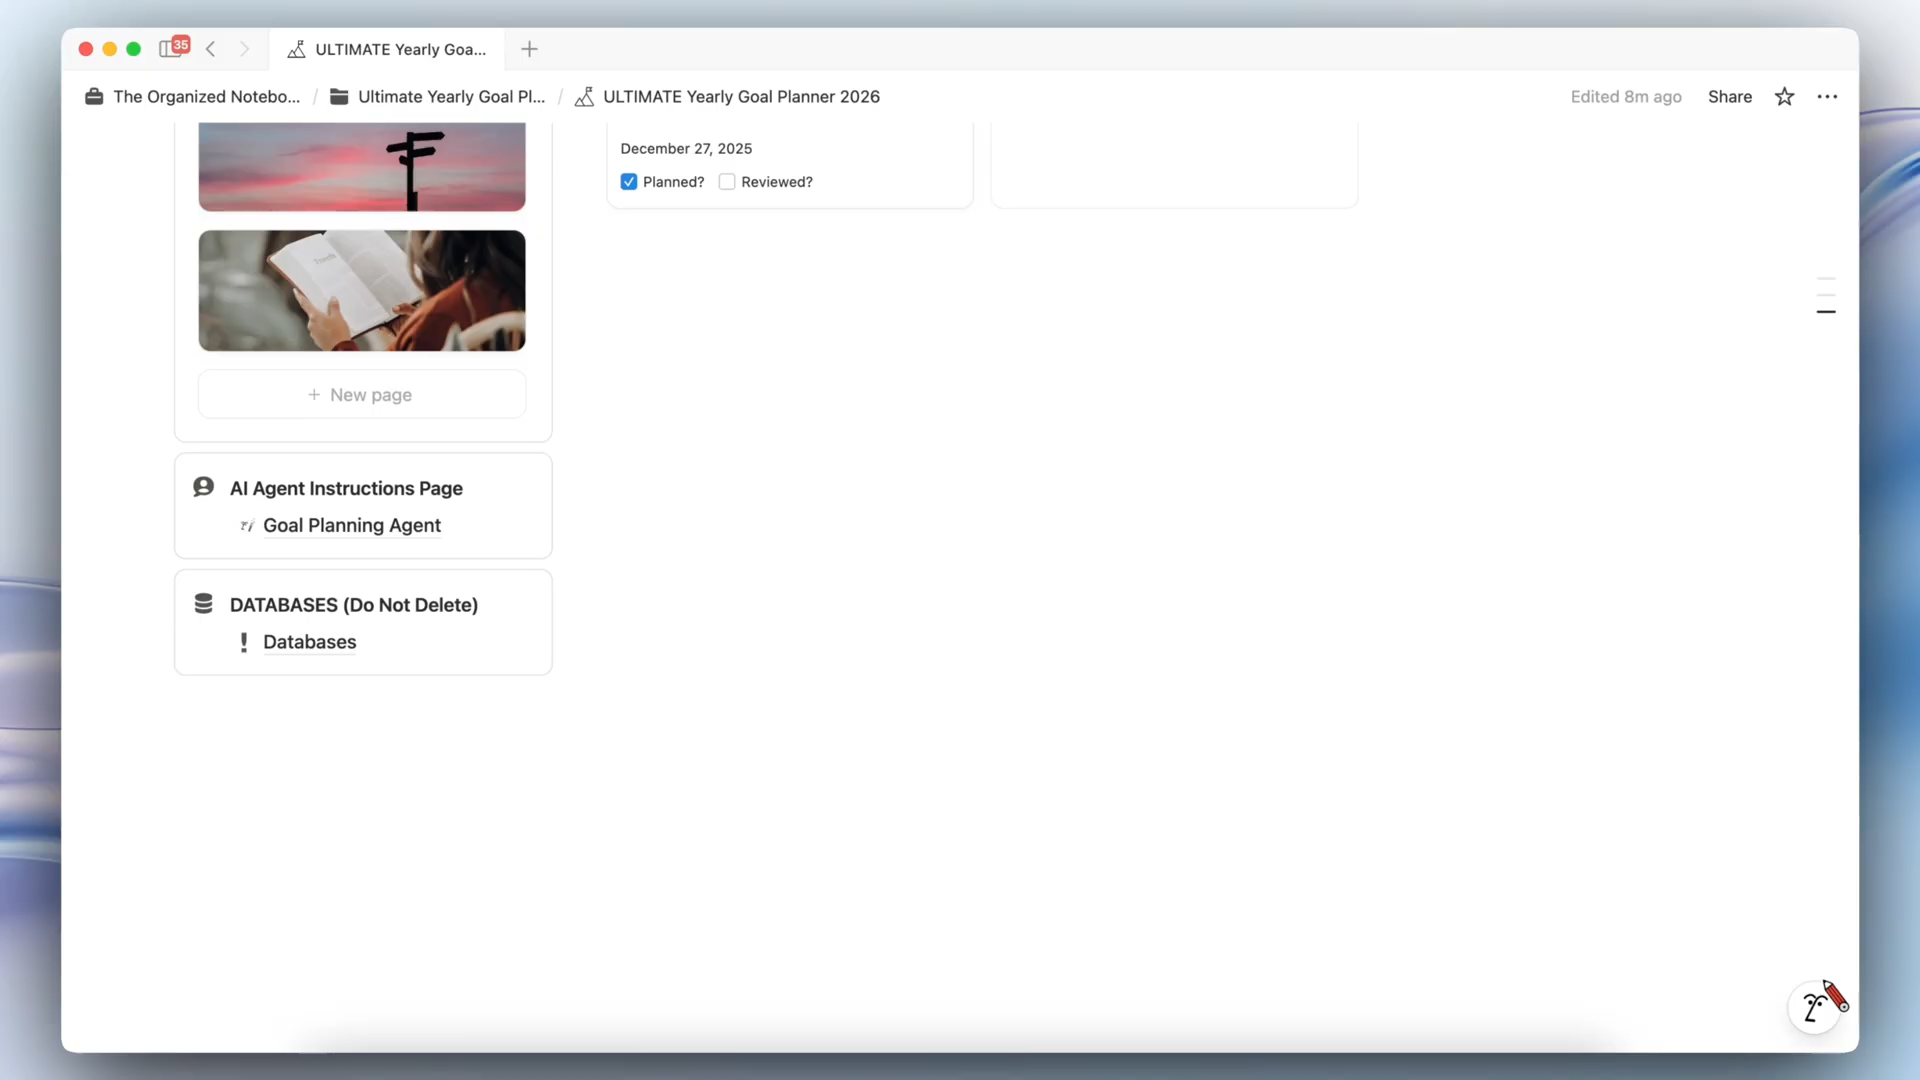 35
ULTIMATE Yearly Goa...
The Organized Notebo... / Ultimate Yearly Goal Pl... / ULTIMATE Yearly Goal Planner 2026
Edited 8m ago
Share
December 27, 2025
Planned?
Reviewed?
+ New page
AI Agent Instructions Page
Goal Planning Agent
DATABASES (Do Not Delete)
! Databases